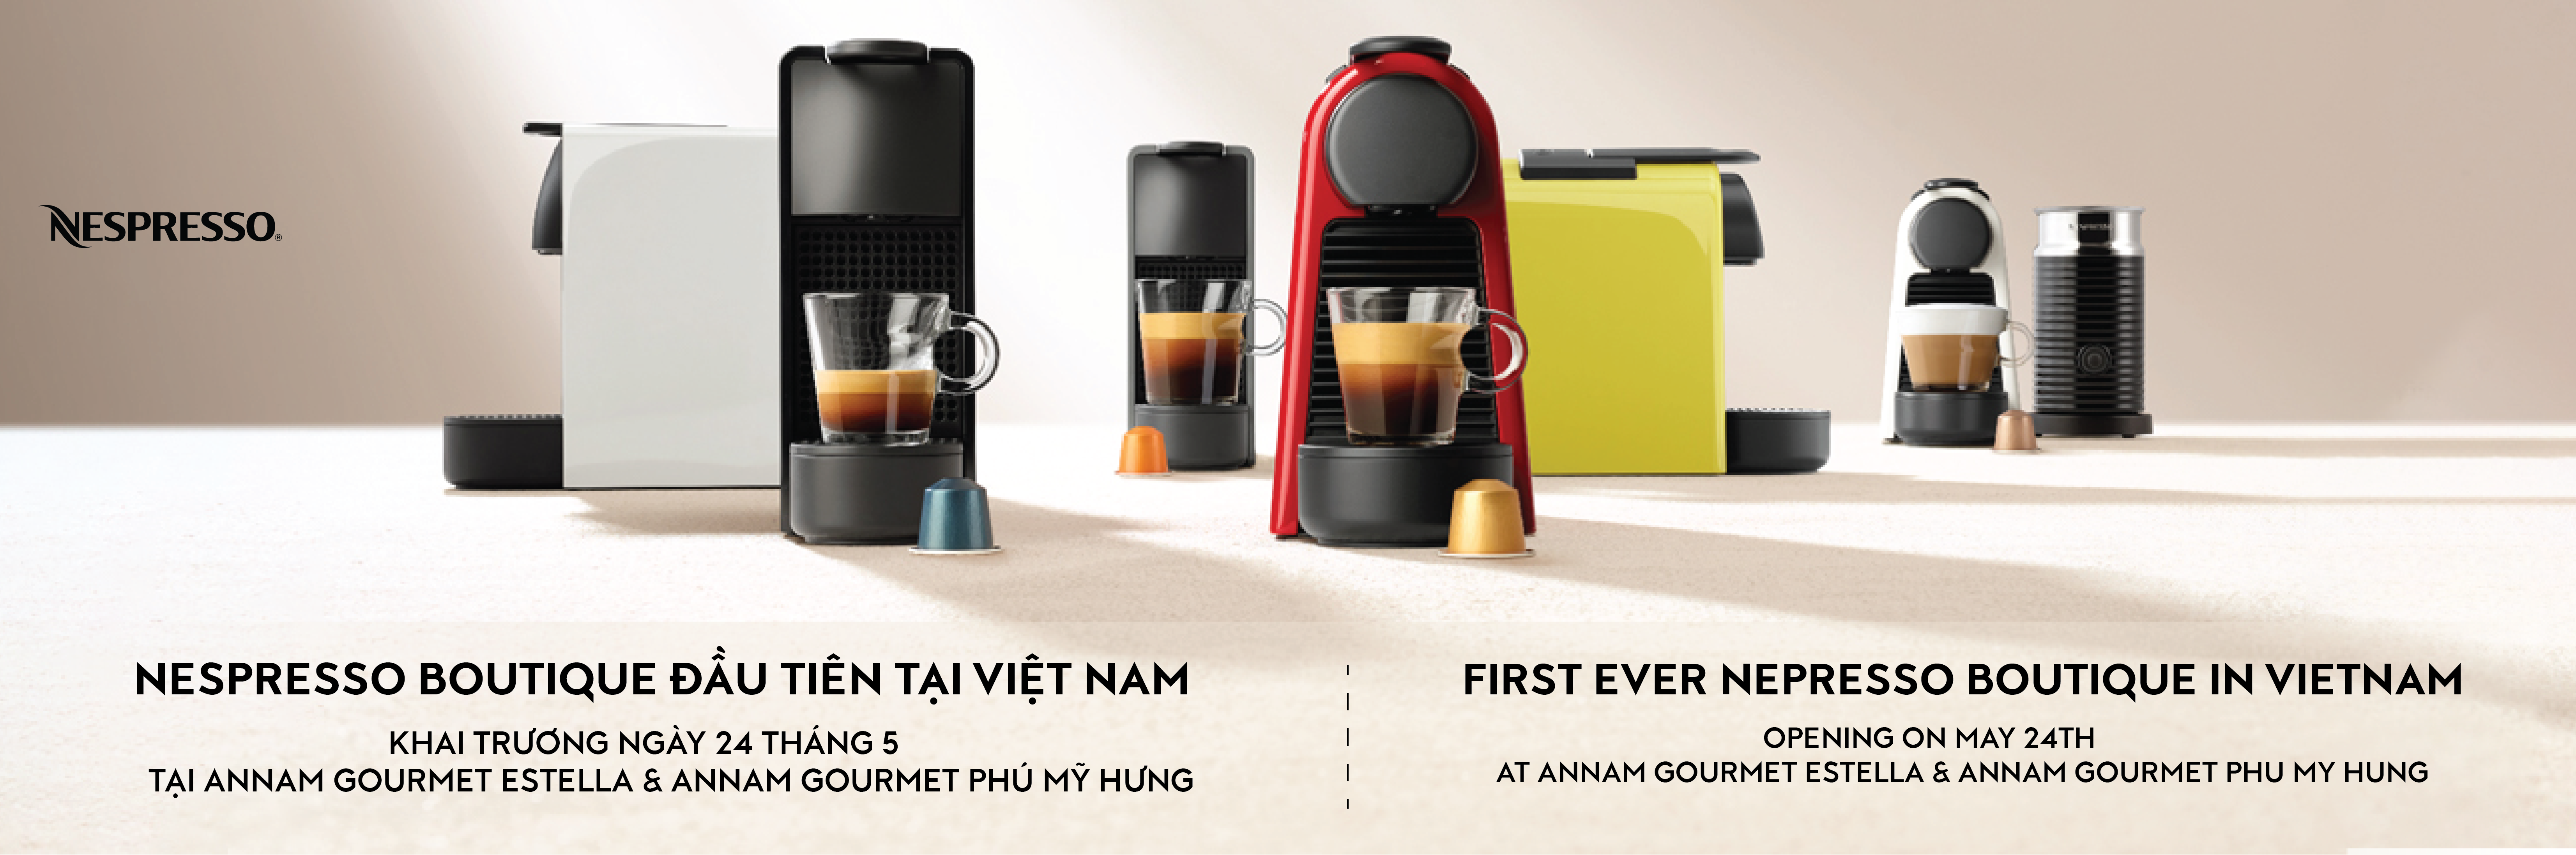 NESPRESSO®
NESPRESSO BOUTIQUE ĐẦU TIÊN TẠI VIỆT NAM
KHAI TRƯƠNG NGÀY 24 THÁNG 5
TẠI ANNAM GOURMET ESTELLA & ANNAM GOURMET PHÚ MỸ HƯNG
FIRST EVER NEPRESSO BOUTIQUE IN VIETNAM
OPENING ON MAY 24TH
AT ANNAM GOURMET ESTELLA & ANNAM GOURMET PHU MY HUNG